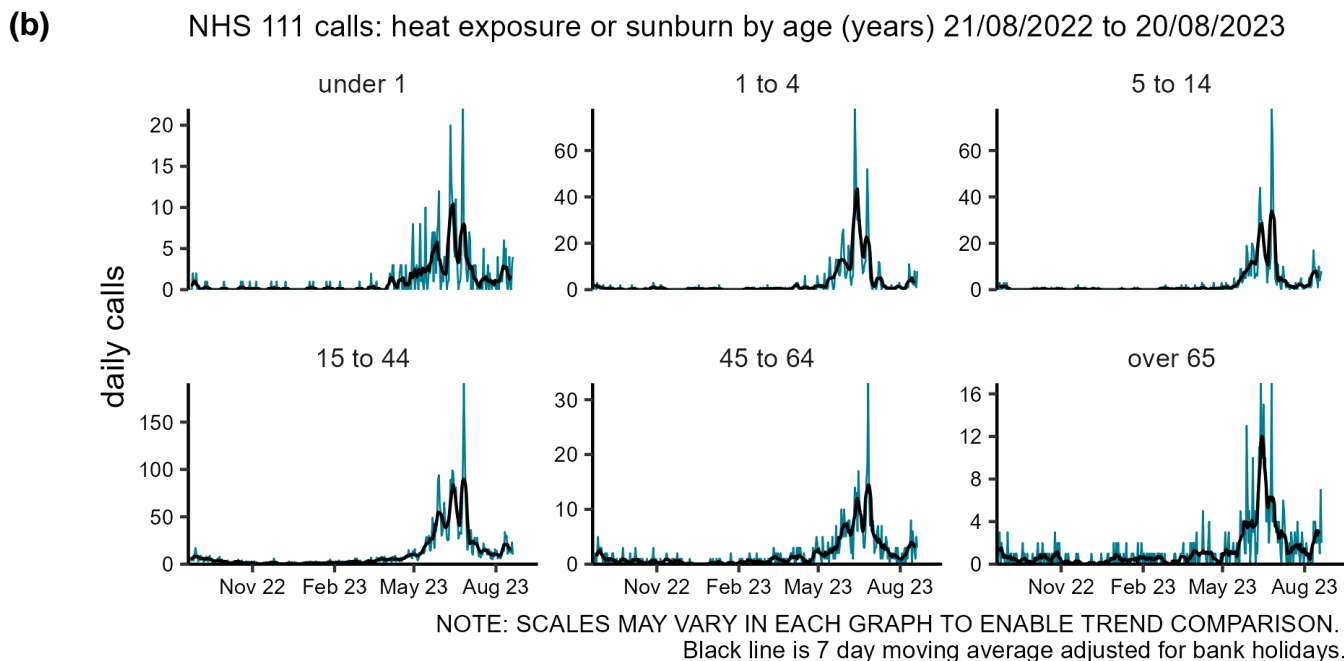 (b)
NHS 111 calls: heat exposure or sunburn by age (years) 21/08/2022 to 20/08/2023
under 1
1 to 4
5 to 14
20
15
10
5
0
60
40
20
0
60
40
20
0
daily calls
15 to 44
45 to 64
over 65
150
100
50
0
30
20
10
0
16
12
8
4
0
Nov 22 Feb 23 May 23 Aug 23
Nov 22 Feb 23 May 23 Aug 23
Nov 22 Feb 23 May 23 Aug 23
NOTE: SCALES MAY VARY IN EACH GRAPH TO ENABLE TREND COMPARISON.
Black line is 7 day moving average adjusted for bank holidays.